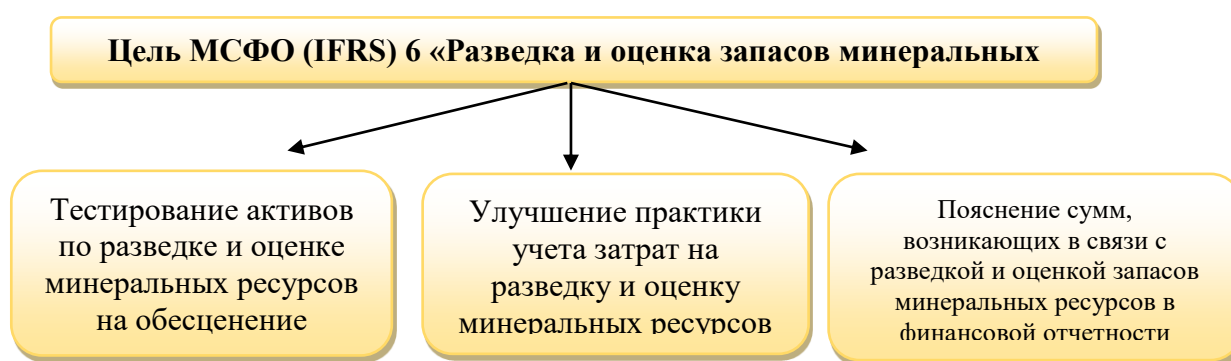 Цель МСФО (IFRS) 6 «Разведка и оценка запасов минеральных
Тестирование активов
по разведке и оценке
минеральных ресурсов
на обесценение
Улучшение практики
учета затрат на
разведку и оценку
минеральных ресурсов
Пояснение сумм,
возникающих в связи с
разведкой и оценкой запасов
минеральных ресурсов в
финансовой отчетности